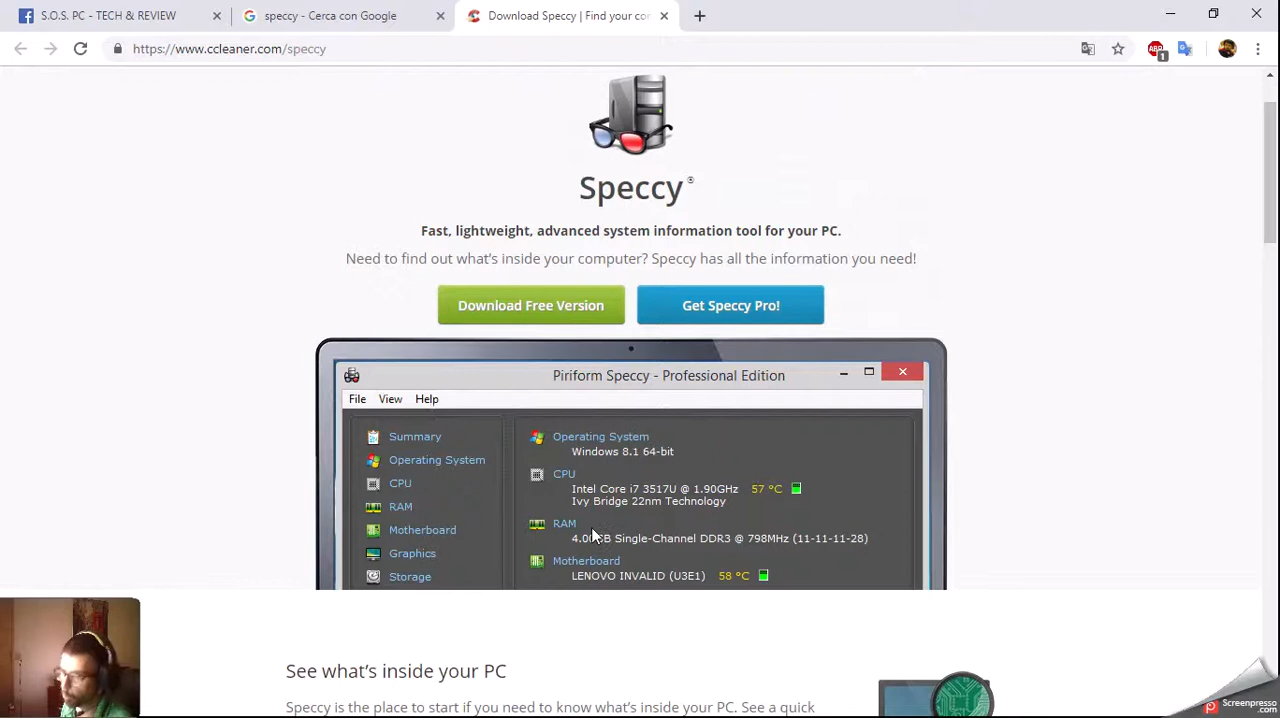 S.O.S. PC - TECH & REVIEW
speccy - Cerca con Google
Download Speccy | Find your co
https://www.ccleaner.com/speccy
ABP
1
Speccy®
Fast, lightweight, advanced system information tool for your PC.
Need to find out what's inside your computer? Speccy has all the information you need!
Download Free Version
Get Speccy Pro!
Piriform Speccy - Professional Edition
File View Help
Summary
Operating System
CPU
RAM
Motherboard
Graphics
Storage
Operating System
Windows 8.1 64-bit
CPU
Intel Core i7 3517U @ 1.90GHz 57 °C
Ivy Bridge 22nm Technology
RAM
4.00GB Single-Channel DDR3 @ 798MHz (11-11-11-28)
Motherboard
LENOVO INVALID (U3E1) 58 °C
See what's inside your PC
Speccy is the place to start if you need to know what's inside your PC. See a quick
Screenpresso
.com